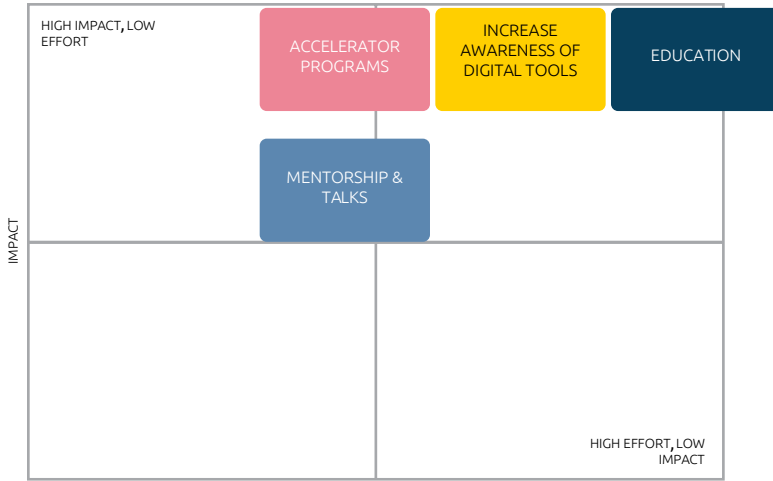 HIGH IMPACT, LOW
EFFORT
ACCELERATOR
PROGRAMS
INCREASE
AWARENESS OF
DIGITAL TOOLS
EDUCATION
MENTORSHIP &
TALKS
IMPACT
HIGH EFFORT, LOW
IMPACT